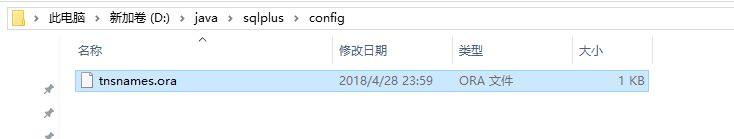 此电脑 › 新加卷 (D:) › java › sqlplus › config
名称 修改日期 类型 大小
tnsnames.ora 2018/4/28 23:59 ORA 文件 1 KB